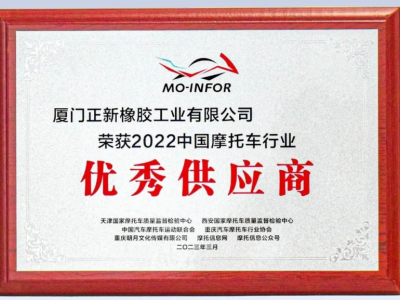 MO-INFOR
厦门正新橡胶工业有限公司
荣获2022中国摩托车行业
优秀供应商
天津国家摩托车质量监督检验中心 西安国家摩托车质量监督检验中心
中国汽车摩托车运动联合会 重庆汽车摩托车行业协会
重庆明月文化传媒有限公司 摩托信息网 摩托信息公众号
二〇二三年三月